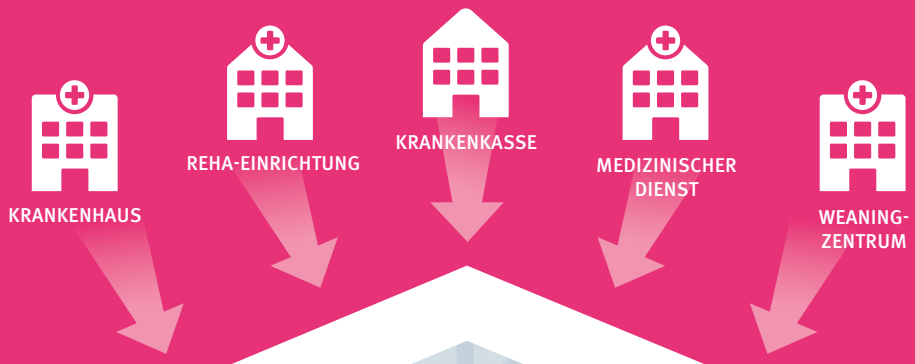 KRANKENHAUS
REHA-EINRICHTUNG
KRANKENKASSE
MEDIZINISCHER
DIENST
WEANING-
ZENTRUM